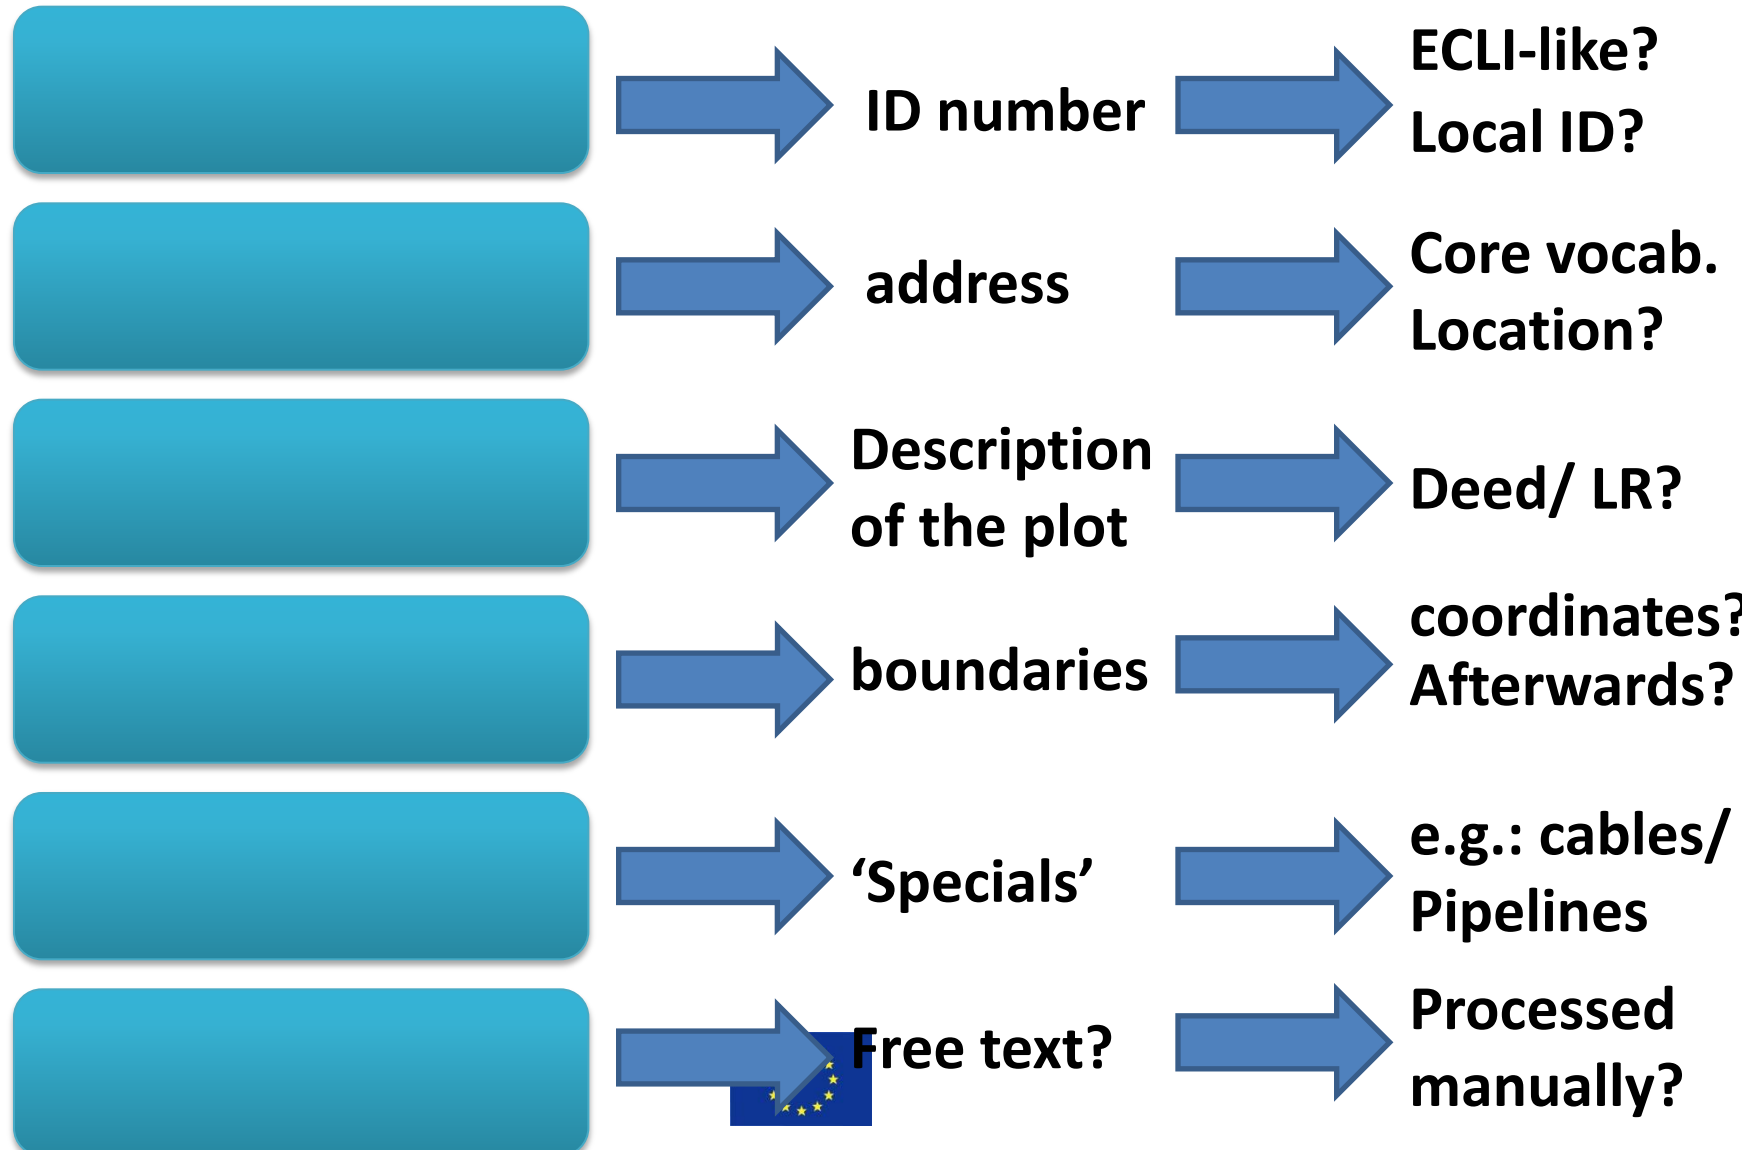 ID number
ECLI-like?
Local ID?
address
Core vocab.
Location?
Description
of the plot
Deed/ LR?
boundaries
coordinates?
Afterwards?
‘Specials’
e.g.: cables/
Pipelines
Free text?
Processed
manually?